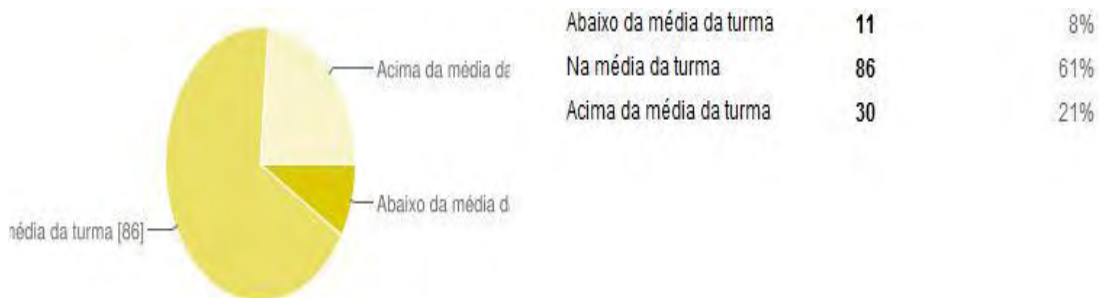 Abaixo da média da turma 11 8%
Na média da turma 86 61%
Acima da média da turma 30 21%
Acima da média da
Abaixo da média d
média da turma [86]